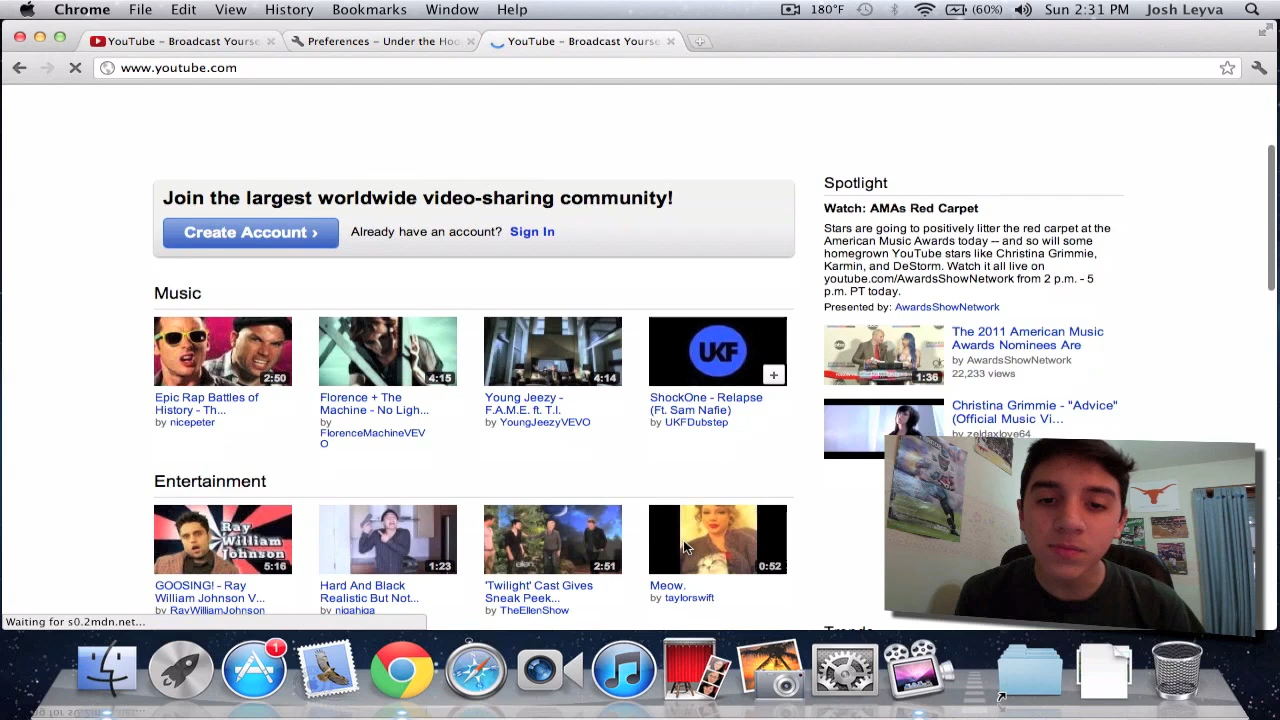 Chrome File Edit View History Bookmarks Window Help 180°F (60%) Sun 2:31 PM Josh Leyva
YouTube - Broadcast Yourse
Preferences - Under the Hoo
YouTube - Broadcast Yourse
www.youtube.com
Join the largest worldwide video-sharing community!
Create Account ›
Already have an account? Sign In
Music
2:50
4:15
4:14
UKF
Epic Rap Battles of
History - Th...
by nicepeter
Florence + The
Machine - No Ligh...
by
FlorenceMachineVEV
O
Young Jeezy -
F.A.M.E. ft. T.I.
by YoungJeezyVEVO
ShockOne - Relapse
(Ft. Sam Nafie)
by UKFDubstep
Entertainment
Ray
William
Johnson
5:16
1:23
2:51
0:52
GOOSING! - Ray
William Johnson V...
by RayWilliamJohnson
Hard And Black
Realistic But Not...
by nigahiga
'Twilight' Cast Gives
Sneak Peek...
by TheEllenShow
Meow.
by taylorswift
Spotlight
Watch: AMAs Red Carpet
Stars are going to positively litter the red carpet at the
American Music Awards today -- and so will some
homegrown YouTube stars like Christina Grimmie,
Karmin, and DeStorm. Watch it all live on
youtube.com/AwardsShowNetwork from 2 p.m. - 5
p.m. PT today.
Presented by: AwardsShowNetwork
1:36
The 2011 American Music
Awards Nominees Are
by AwardsShowNetwork
22,233 views
Christina Grimmie - "Advice"
(Official Music Vi...
by zeldaxlove64
Waiting for s0.2mdn.net...
1